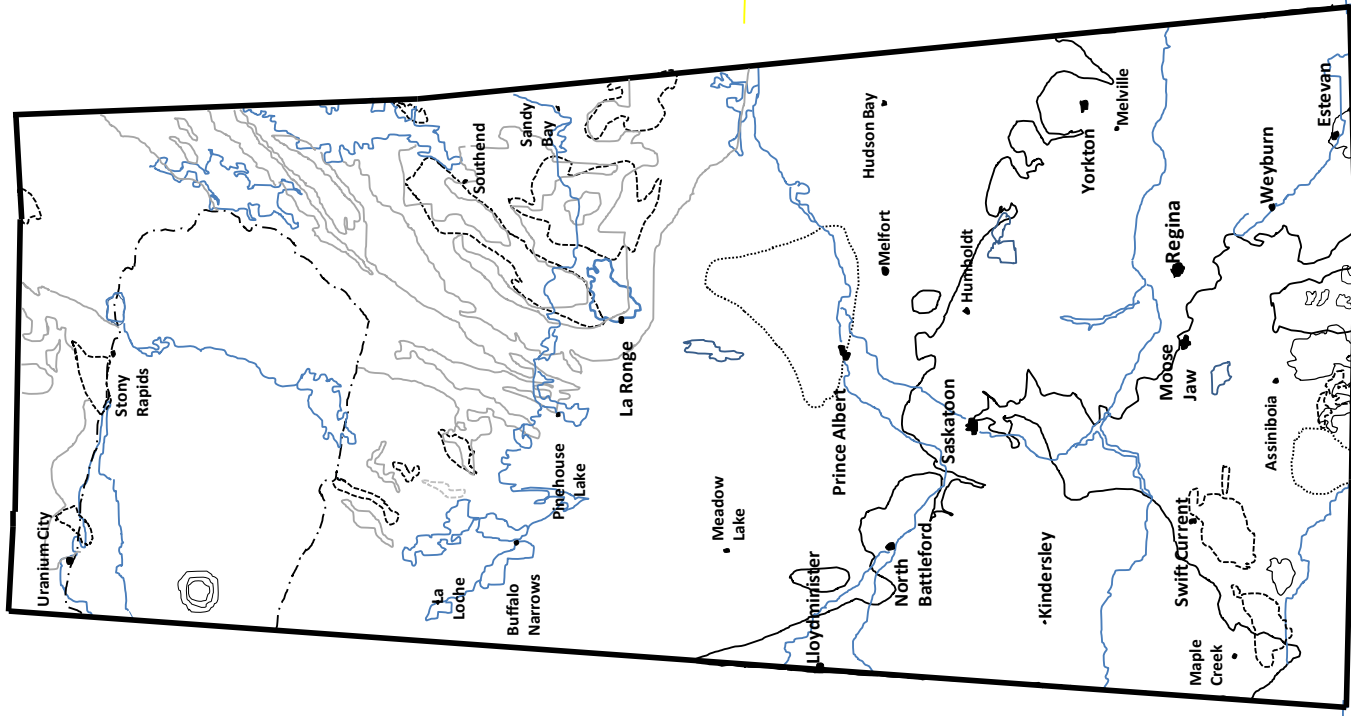 Uranium City
Stony
Rapids
Southend
Sandy
Bay
La Ronge
Pinehouse
Lake
La
Loche
Buffalo
Narrows
Meadow
Lake
Hudson Bay
Melfort
Prince Albert
Humboldt
Saskatoon
North
Battleford
Lloydminister
Kindersley
Yorkton
Melville
Regina
Moose
Jaw
Weyburn
Estevan
Assiniboia
Swift Current
Maple
Creek